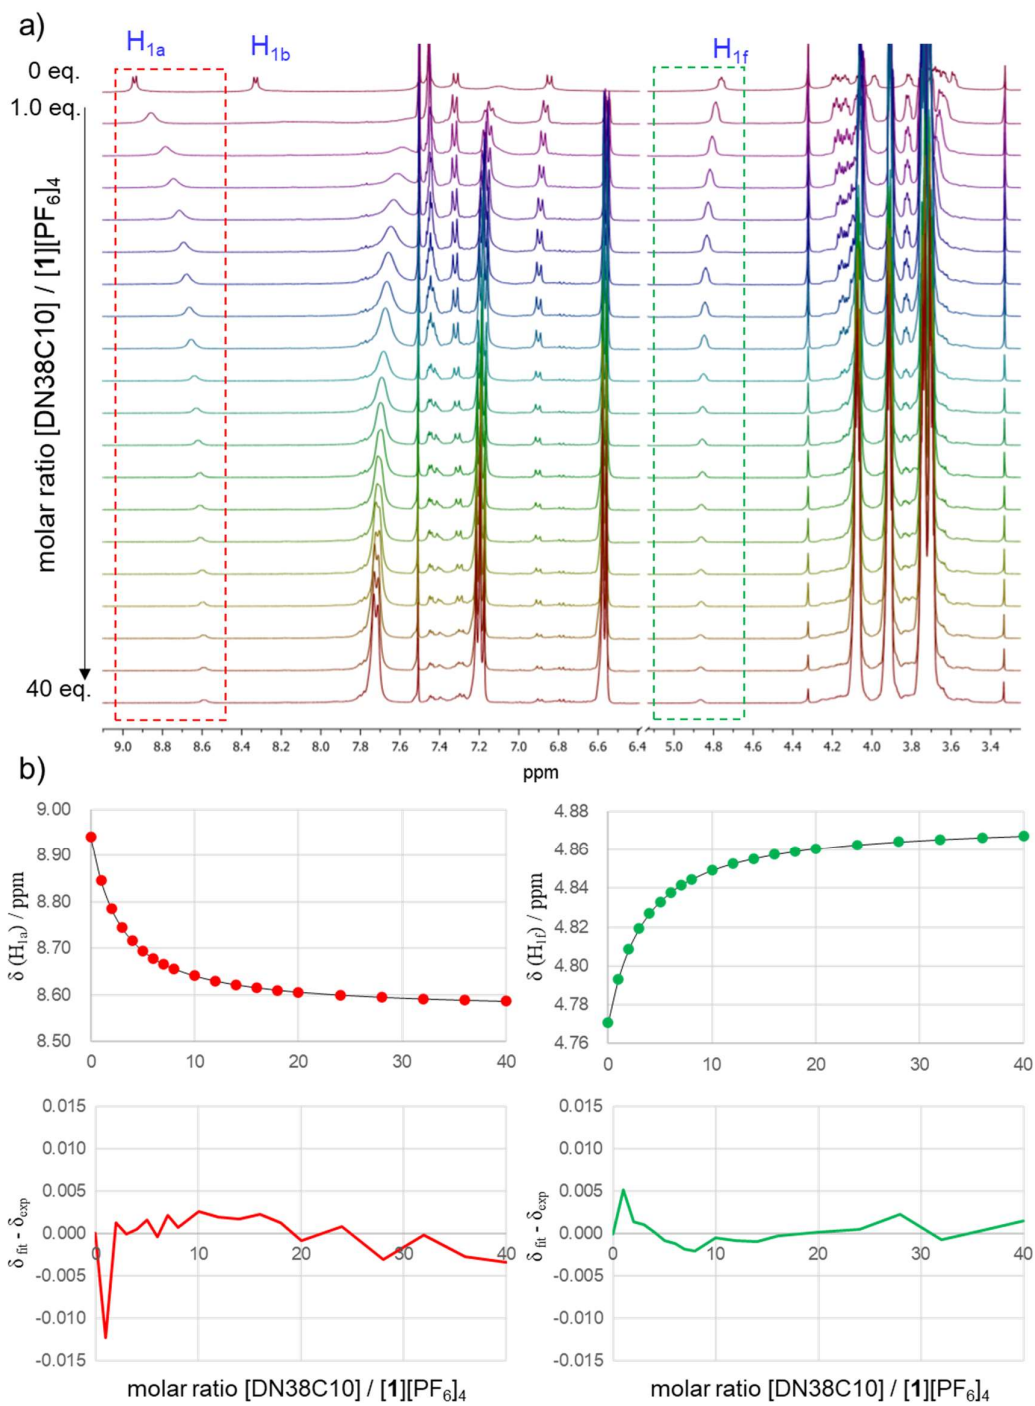 a)
H1a
H1b
H1f
0 eq.
1.0 eq.
molar ratio [DN38C10] / [1][PF6]4
40 eq.
9.0 8.8 8.6 8.4 8.2 8.0 7.8 7.6 7.4 7.2 7.0 6.8 6.6 6.4 5.0 4.8 4.6 4.4 4.2 4.0 3.8 3.6 3.4
ppm
b)
9.00
8.90
8.80
8.70
8.60
8.50
δ (H1a) / ppm
0 10 20 30 40
4.88
4.86
4.84
4.82
4.80
4.78
4.76
δ (H1f) / ppm
0 10 20 30 40
0.015
0.010
0.005
0.000
-0.005
-0.010
-0.015
δ fit - δexp
0 10 20 30 40
molar ratio [DN38C10] / [1][PF6]4
0.015
0.010
0.005
0.000
-0.005
-0.010
-0.015
δ fit - δexp
0 10 20 30 40
molar ratio [DN38C10] / [1][PF6]4